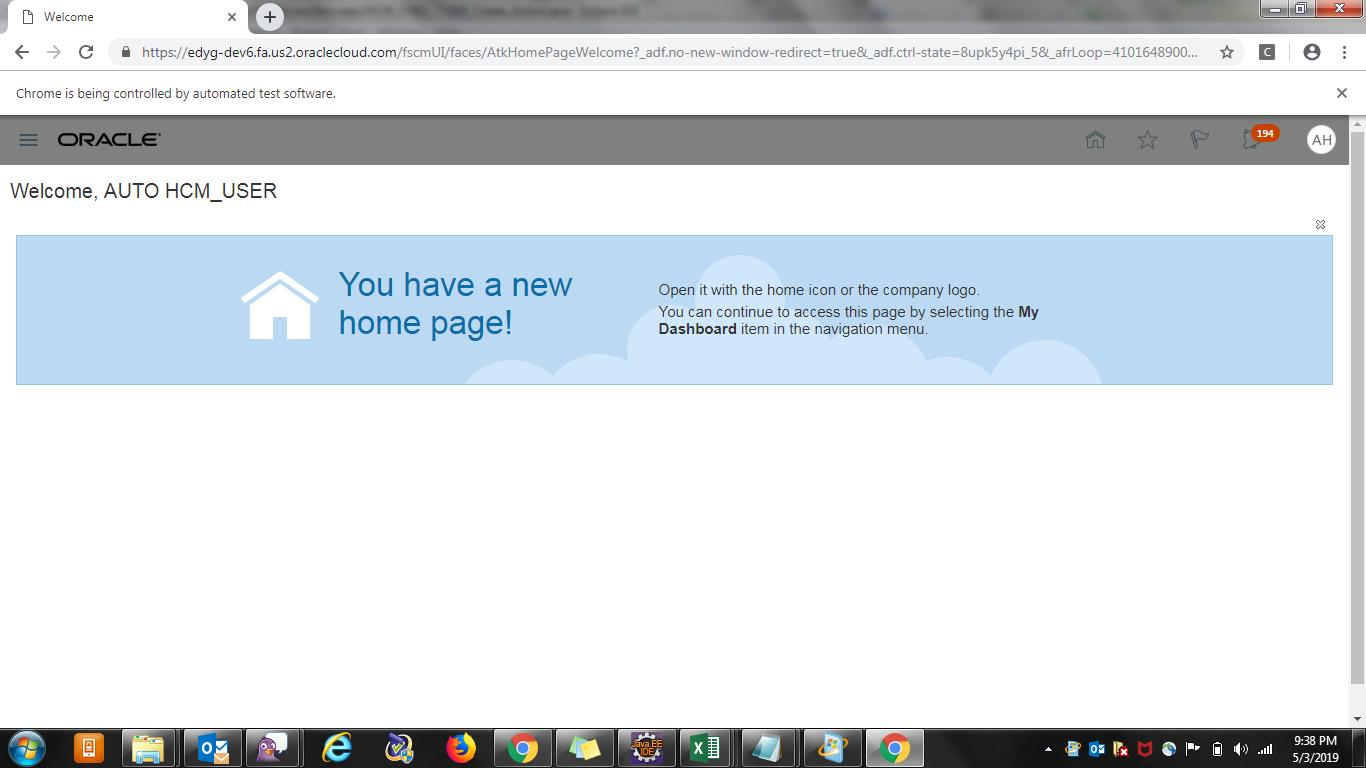 Welcome
https://edyg-dev6.fa.us2.oraclecloud.com/fscmUI/faces/AtkHomePageWelcome?_adf.no-new-window-redirect=true&_adf.ctrl-state=8upk5y4pi_5&_afrLoop=4101648900...
C
Chrome is being controlled by automated test software.
ORACLE
194
AH
Welcome, AUTO HCM_USER
You have a new
home page!
Open it with the home icon or the company logo.
You can continue to access this page by selecting the My
Dashboard item in the navigation menu.
Java EE
IDE
9:38 PM
5/3/2019